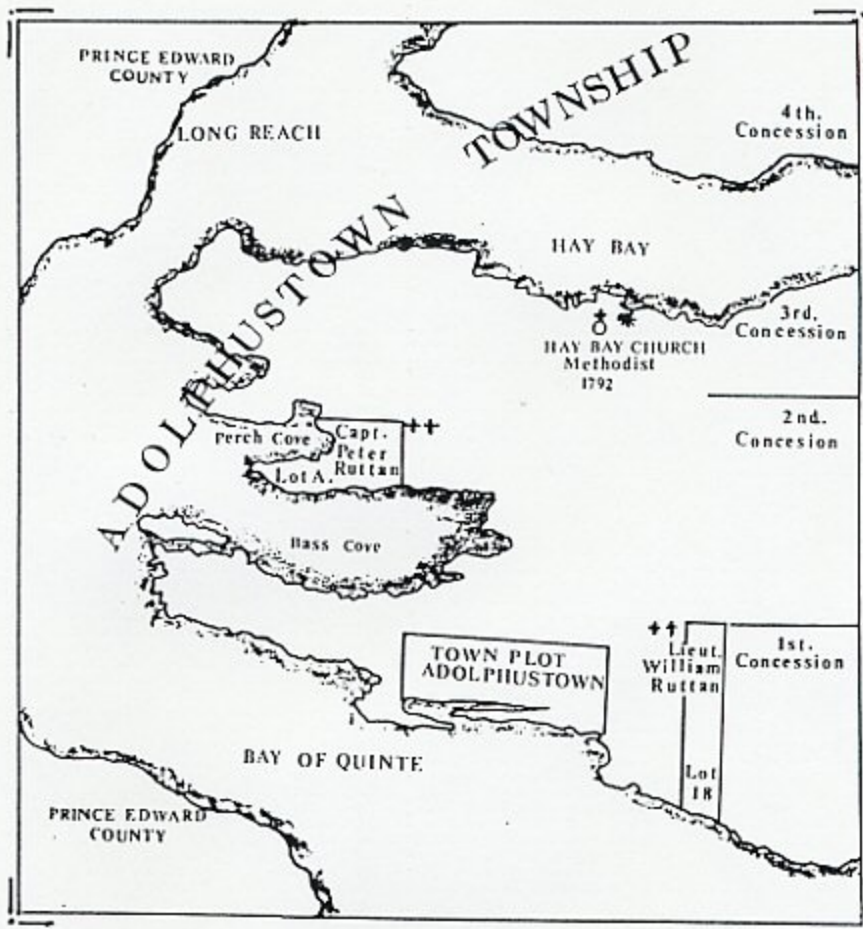 PRINCE EDWARD
COUNTY
LONG REACH
ADOLPHUSTOWN TOWNSHIP
4th.
Concession
HAY BAY
3rd.
Concession
HAY BAY CHURCH
Methodist
1792
2nd.
Concesion
Perch Cove
Capt.
Peter
Ruttan
Lot A.
Bass Cove
TOWN PLOT
ADOLPHUSTOWN
Lieut.
William
Ruttan
1st.
Concession
Lot
18
BAY OF QUINTE
PRINCE EDWARD
COUNTY